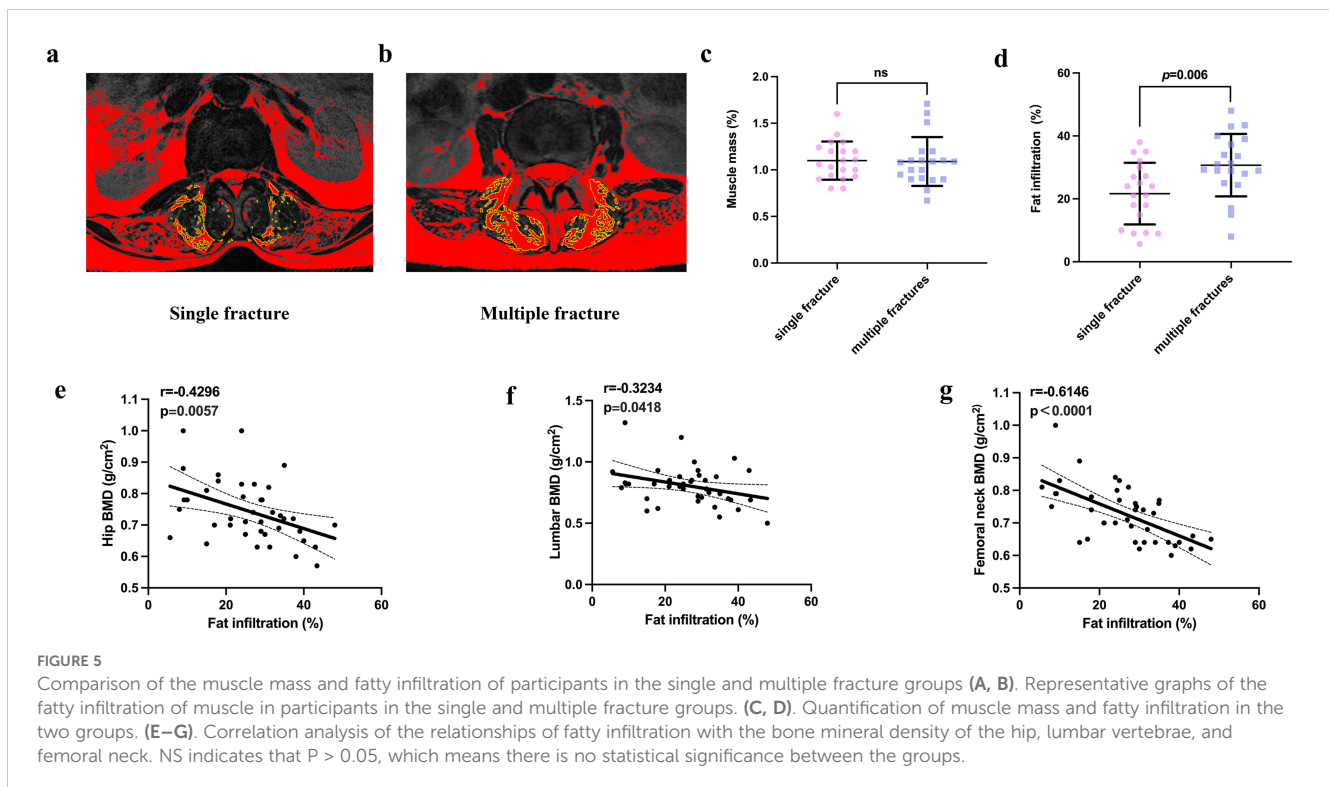 a
b
c
d
Single fracture
Multiple fracture
ns
Muscle mass (%)
2.0
1.5
1.0
0.5
0.0
single fracture
multiple fractures
p=0.006
Fat infiltration (%)
60
40
20
0
single fracture
multiple fractures
e
r=-0.4296
p=0.0057
Hip BMD (g/cm²)
1.1
1.0
0.9
0.8
0.7
0.6
0.5
0 20 40 60
Fat infiltration (%)
f
r=-0.3234
p=0.0418
Lumbar BMD (g/cm²)
1.5
1.0
0.5
0.0
0 20 40 60
Fat infiltration (%)
g
r=-0.6146
p<0.0001
Femoral neck BMD (g/cm²)
1.1
1.0
0.9
0.8
0.7
0.6
0.5
0 20 40 60
Fat infiltration (%)
FIGURE 5
Comparison of the muscle mass and fatty infiltration of participants in the single and multiple fracture groups (A, B). Representative graphs of the
fatty infiltration of muscle in participants in the single and multiple fracture groups. (C, D). Quantification of muscle mass and fatty infiltration in the
two groups. (E–G). Correlation analysis of the relationships of fatty infiltration with the bone mineral density of the hip, lumbar vertebrae, and
femoral neck. NS indicates that P > 0.05, which means there is no statistical significance between the groups.